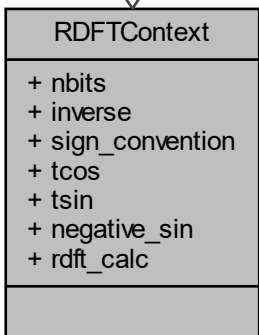 RDFTContext
+ nbits
+ inverse
+ sign_convention
+ tcos
+ tsin
+ negative_sin
+ rdft_calc